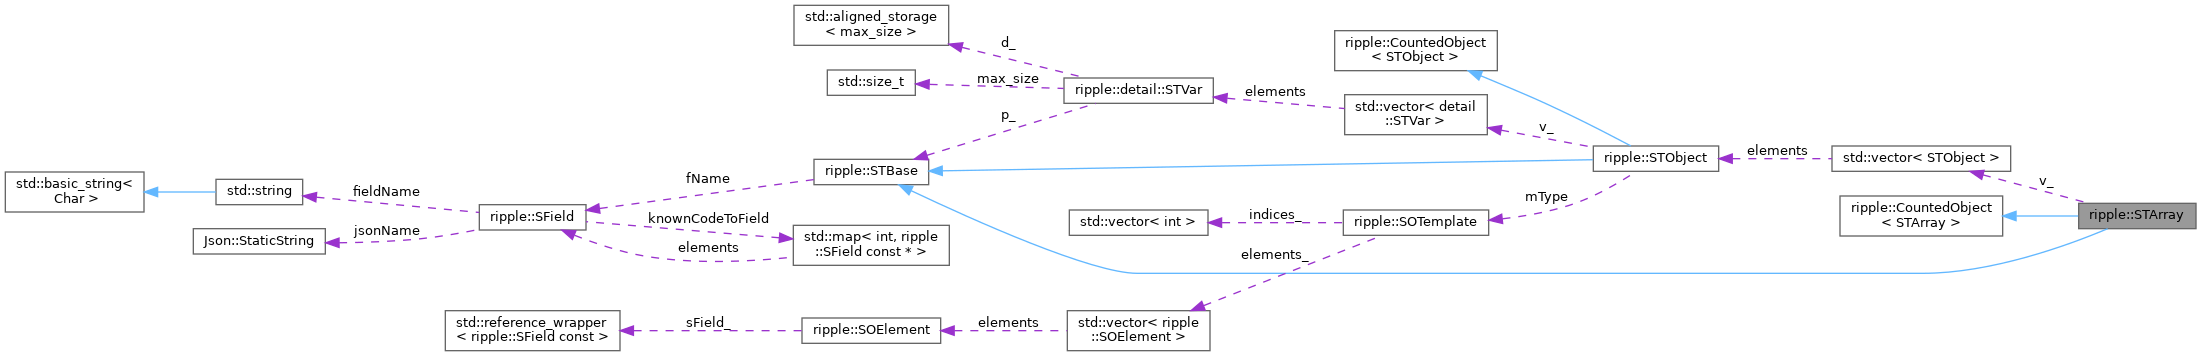 std::aligned_storage
< max_size >
d_
ripple::CountedObject
< STObject >
std::size_t
max_size
ripple::detail::STVar
elements
std::vector< detail
::STVar >
p_
v_
ripple::STObject
elements
std::vector< STObject >
ripple::STBase
fName
std::basic_string<
Char >
std::string
fieldName
v_
mType
ripple::CountedObject
< STArray >
ripple::STArray
ripple::SField
knownCodeToField
std::vector< int >
indices_
ripple::SOTemplate
Json::StaticString
jsonName
elements
std::map< int, ripple
::SField const * >
elements_
std::reference_wrapper
< ripple::SField const >
sField_
ripple::SOElement
elements
std::vector< ripple
::SOElement >